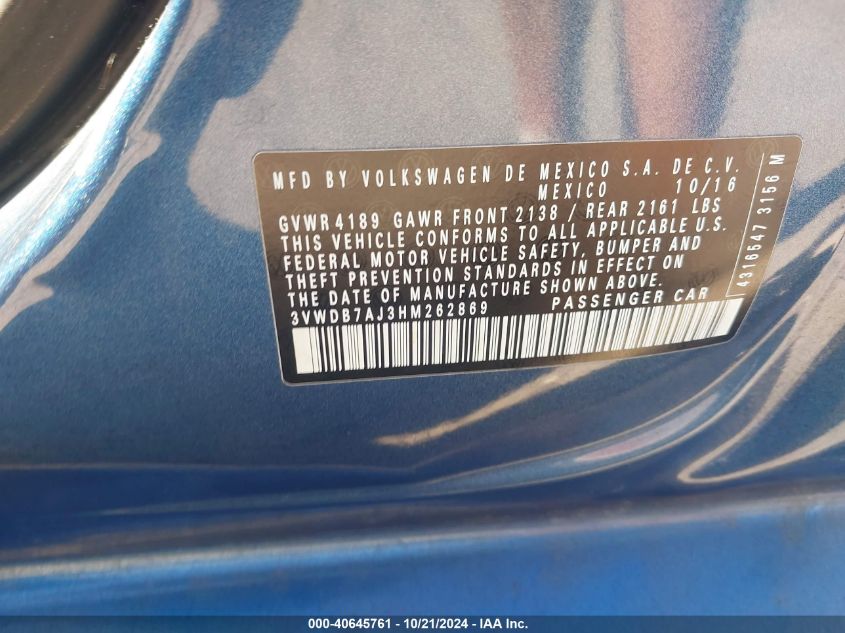 MFD BY VOLKSWAGEN DE MEXICO S.A. DE C.V.
MEXICO 10/16
GVWR 4189 GAWR FRONT 2138 / REAR 2161 LBS
THIS VEHICLE CONFORMS TO ALL APPLICABLE U.S.
FEDERAL MOTOR VEHICLE SAFETY, BUMPER AND
THEFT PREVENTION STANDARDS IN EFFECT ON
THE DATE OF MANUFACTURE SHOWN ABOVE.
3VWDB7AJ3HM262869 PASSENGER CAR
4316547 3156 M
000-40645761 - 10/21/2024 - IAA Inc.